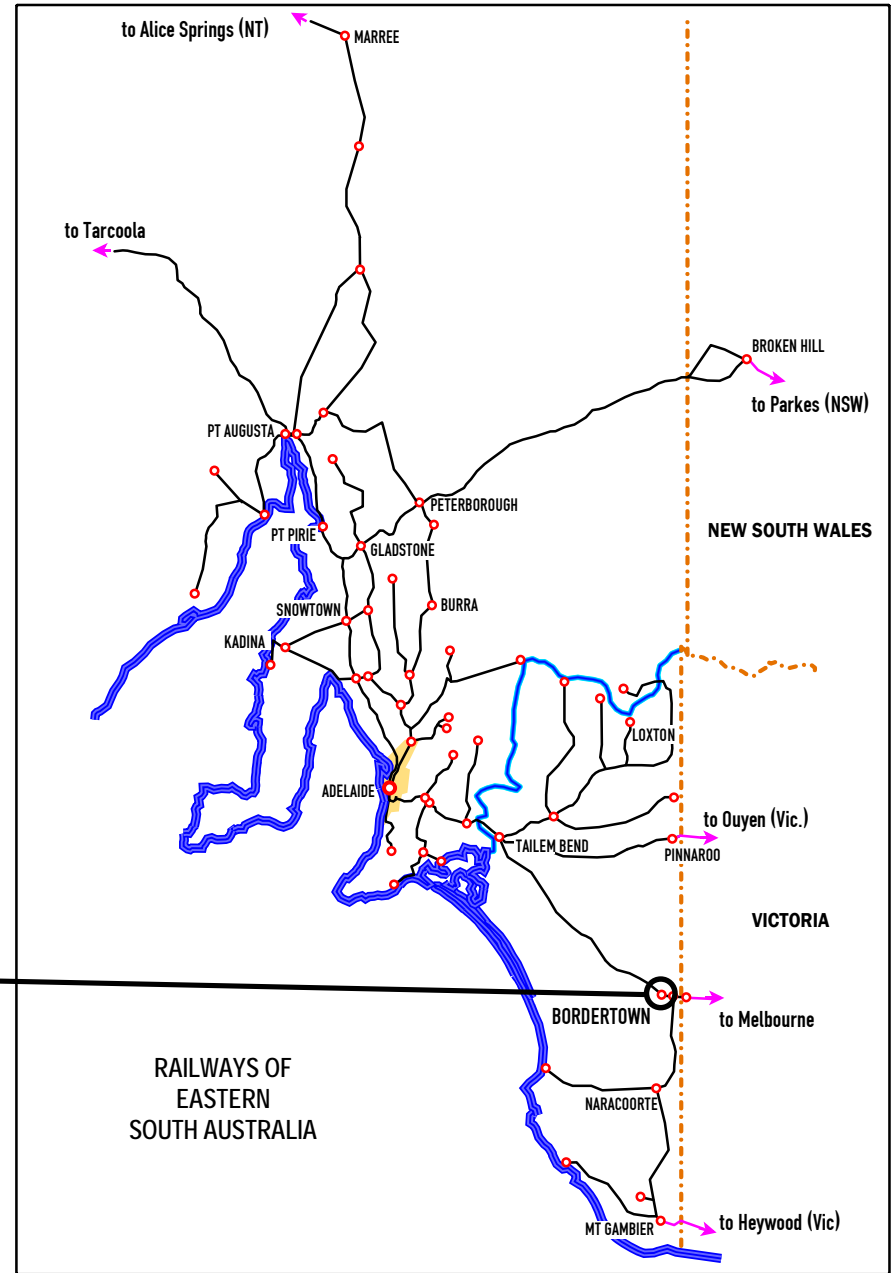 to Alice Springs (NT)
MARREE
to Tarcoola
BROKEN HILL
to Parkes (NSW)
PT AUGUSTA
PETERBOROUGH
NEW SOUTH WALES
PT PIRIE
GLADSTONE
SNOWTOWN
BURRA
KADINA
LOXTON
ADELAIDE
to Ouyen (Vic.)
TAILEM BEND
PINNAROO
VICTORIA
BORDERTOWN
to Melbourne
RAILWAYS OF
EASTERN
SOUTH AUSTRALIA
NARACOORTE
MT GAMBIER
to Heywood (Vic)